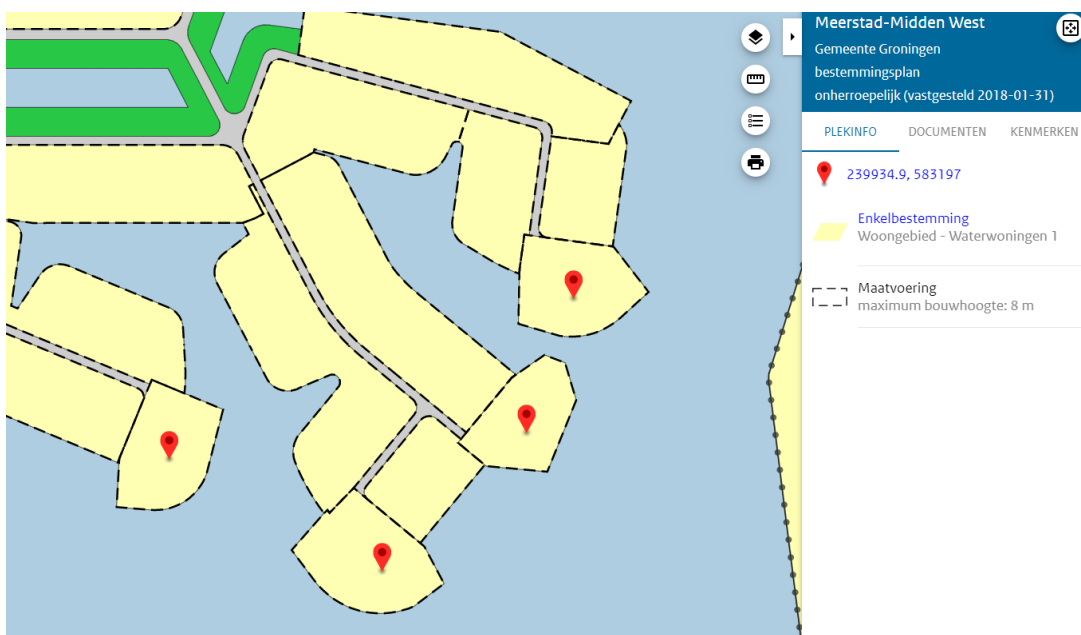 Meerstad-Midden West
Gemeente Groningen
bestemmingsplan
onherroepelijk (vastgesteld 2018-01-31)
PLEKINFO DOCUMENTEN KENMERKEN
239934.9, 583197
Enkelbestemming
Woongebied - Waterwoningen 1
Maatvoering
maximum bouwhoogte: 8 m